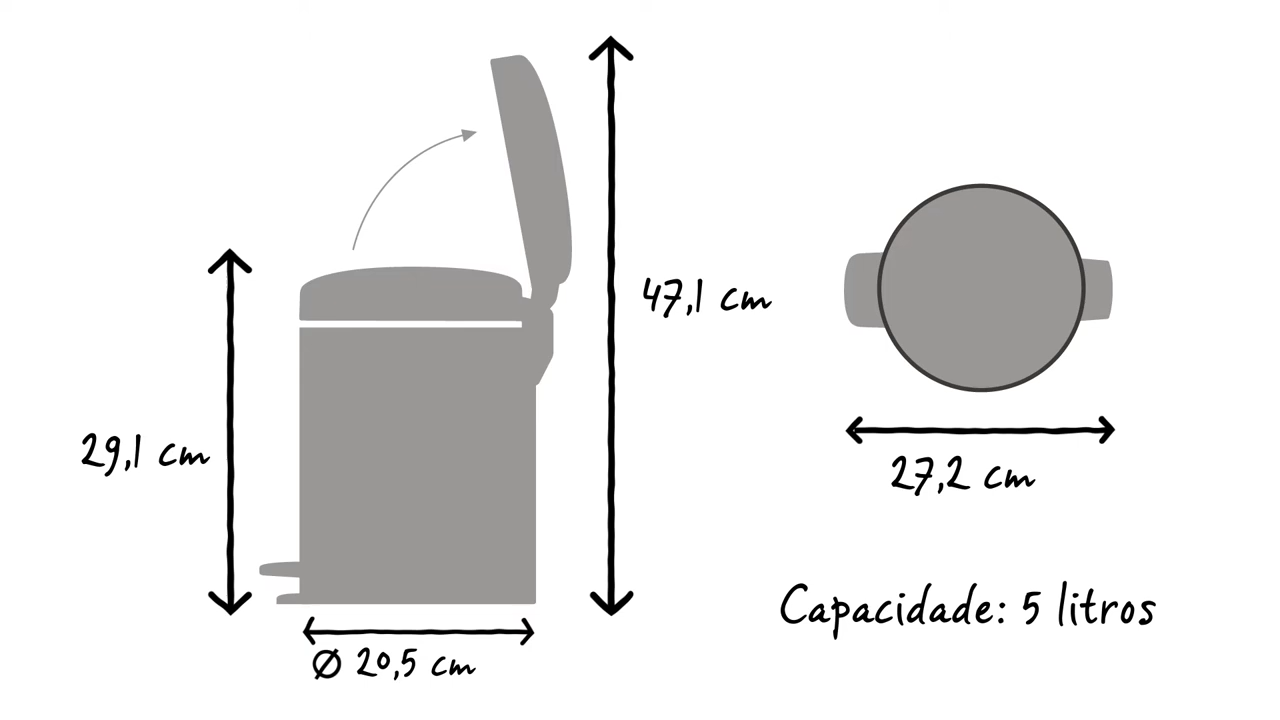 29,1 cm
47,1 cm
Ø 20,5 cm
27,2 cm
Capacidade: 5 litros